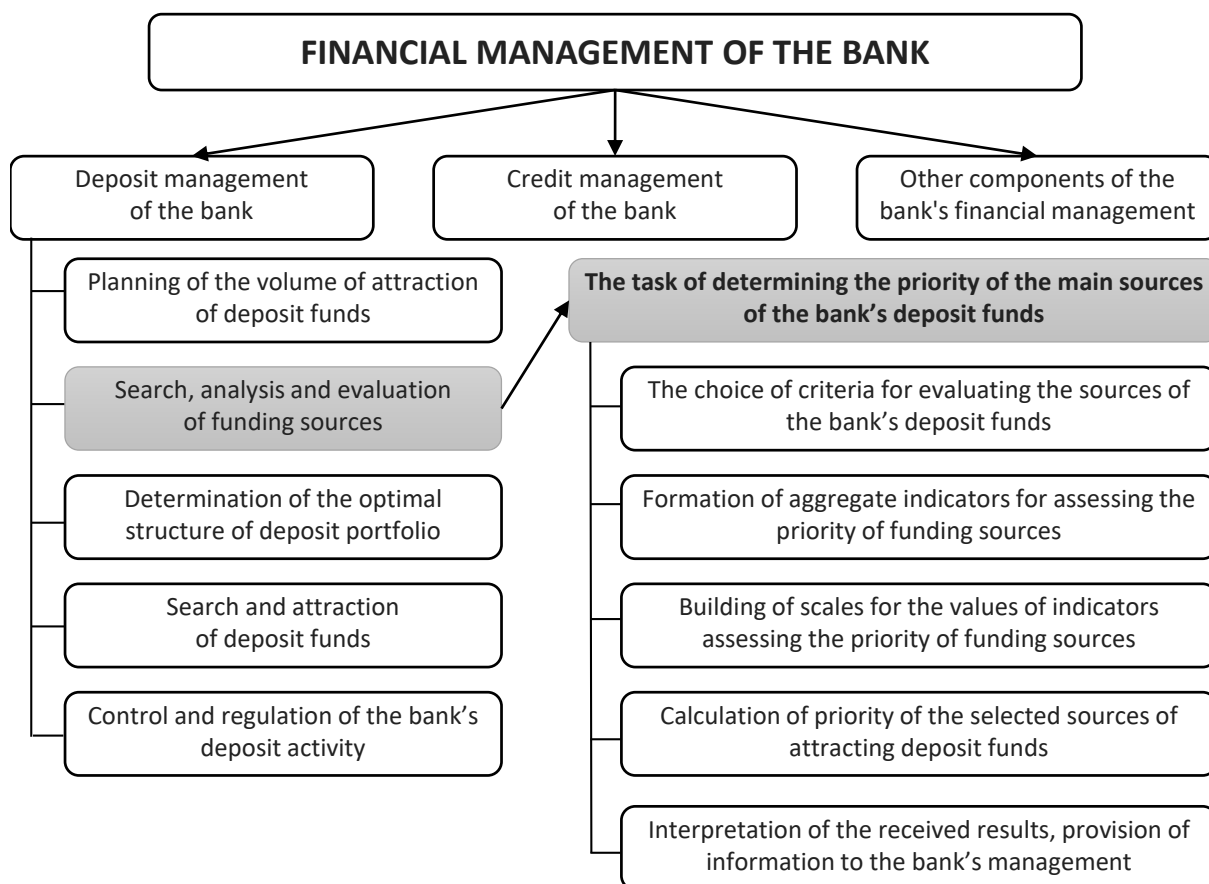 FINANCIAL MANAGEMENT OF THE BANK
Deposit management
of the bank
Credit management
of the bank
Other components of the
bank's financial management
Planning of the volume of attraction
of deposit funds
Search, analysis and evaluation
of funding sources
Determination of the optimal
structure of deposit portfolio
Search and attraction
of deposit funds
Control and regulation of the bank’s
deposit activity
The task of determining the priority of the main sources
of the bank’s deposit funds
The choice of criteria for evaluating the sources of
the bank’s deposit funds
Formation of aggregate indicators for assessing the
priority of funding sources
Building of scales for the values of indicators
assessing the priority of funding sources
Calculation of priority of the selected sources of
attracting deposit funds
Interpretation of the received results, provision of
information to the bank’s management